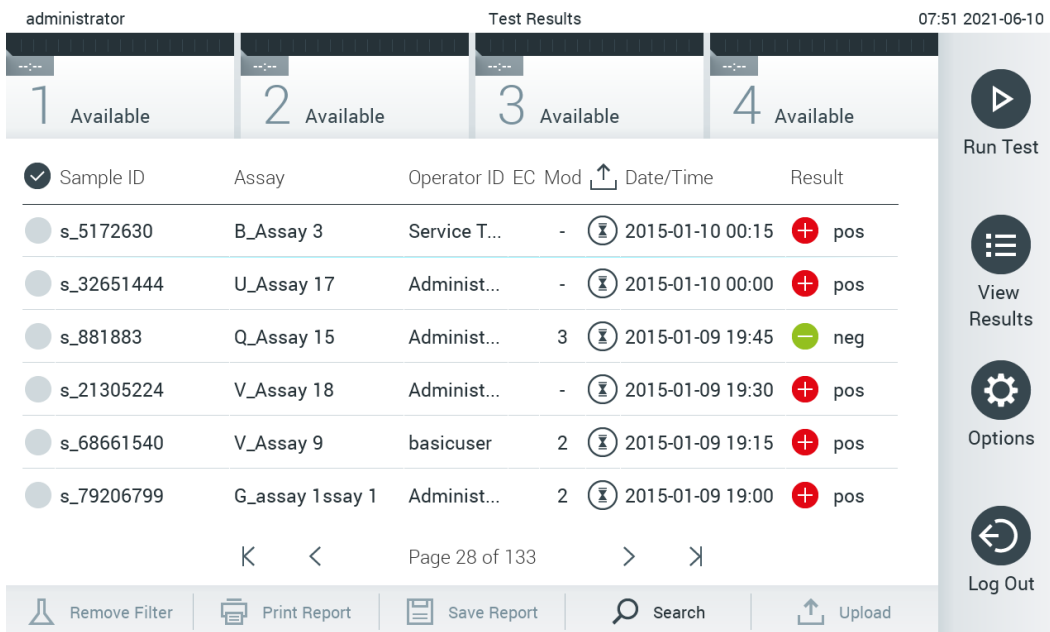 administrator Test Results 07:51 2021-06-10
--:-- --:-- --:-- --:--
1 Available 2 Available 3 Available 4 Available
Run Test
Sample ID Assay Operator ID EC Mod Date/Time Result
s_5172630 B_Assay 3 Service T... - 2015-01-10 00:15 pos
s_32651444 U_Assay 17 Administ... - 2015-01-10 00:00 pos
View
Results
s_881883 Q_Assay 15 Administ... 3 2015-01-09 19:45 neg
s_21305224 V_Assay 18 Administ... - 2015-01-09 19:30 pos
s_68661540 V_Assay 9 basicuser 2 2015-01-09 19:15 pos
Options
s_79206799 G_assay 1ssay 1 Administ... 2 2015-01-09 19:00 pos
Page 28 of 133
Log Out
Remove Filter Print Report Save Report Search Upload